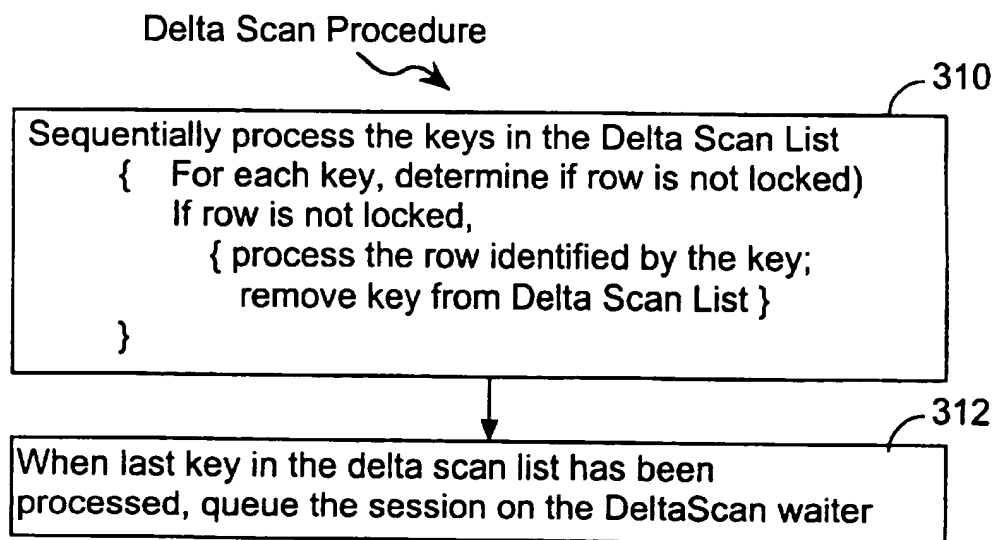 Delta Scan Procedure
310
Sequentially process the keys in the Delta Scan List
{ For each key, determine if row is not locked)
If row is not locked,
{ process the row identified by the key;
remove key from Delta Scan List }
}
312
When last key in the delta scan list has been
processed, queue the session on the DeltaScan waiter